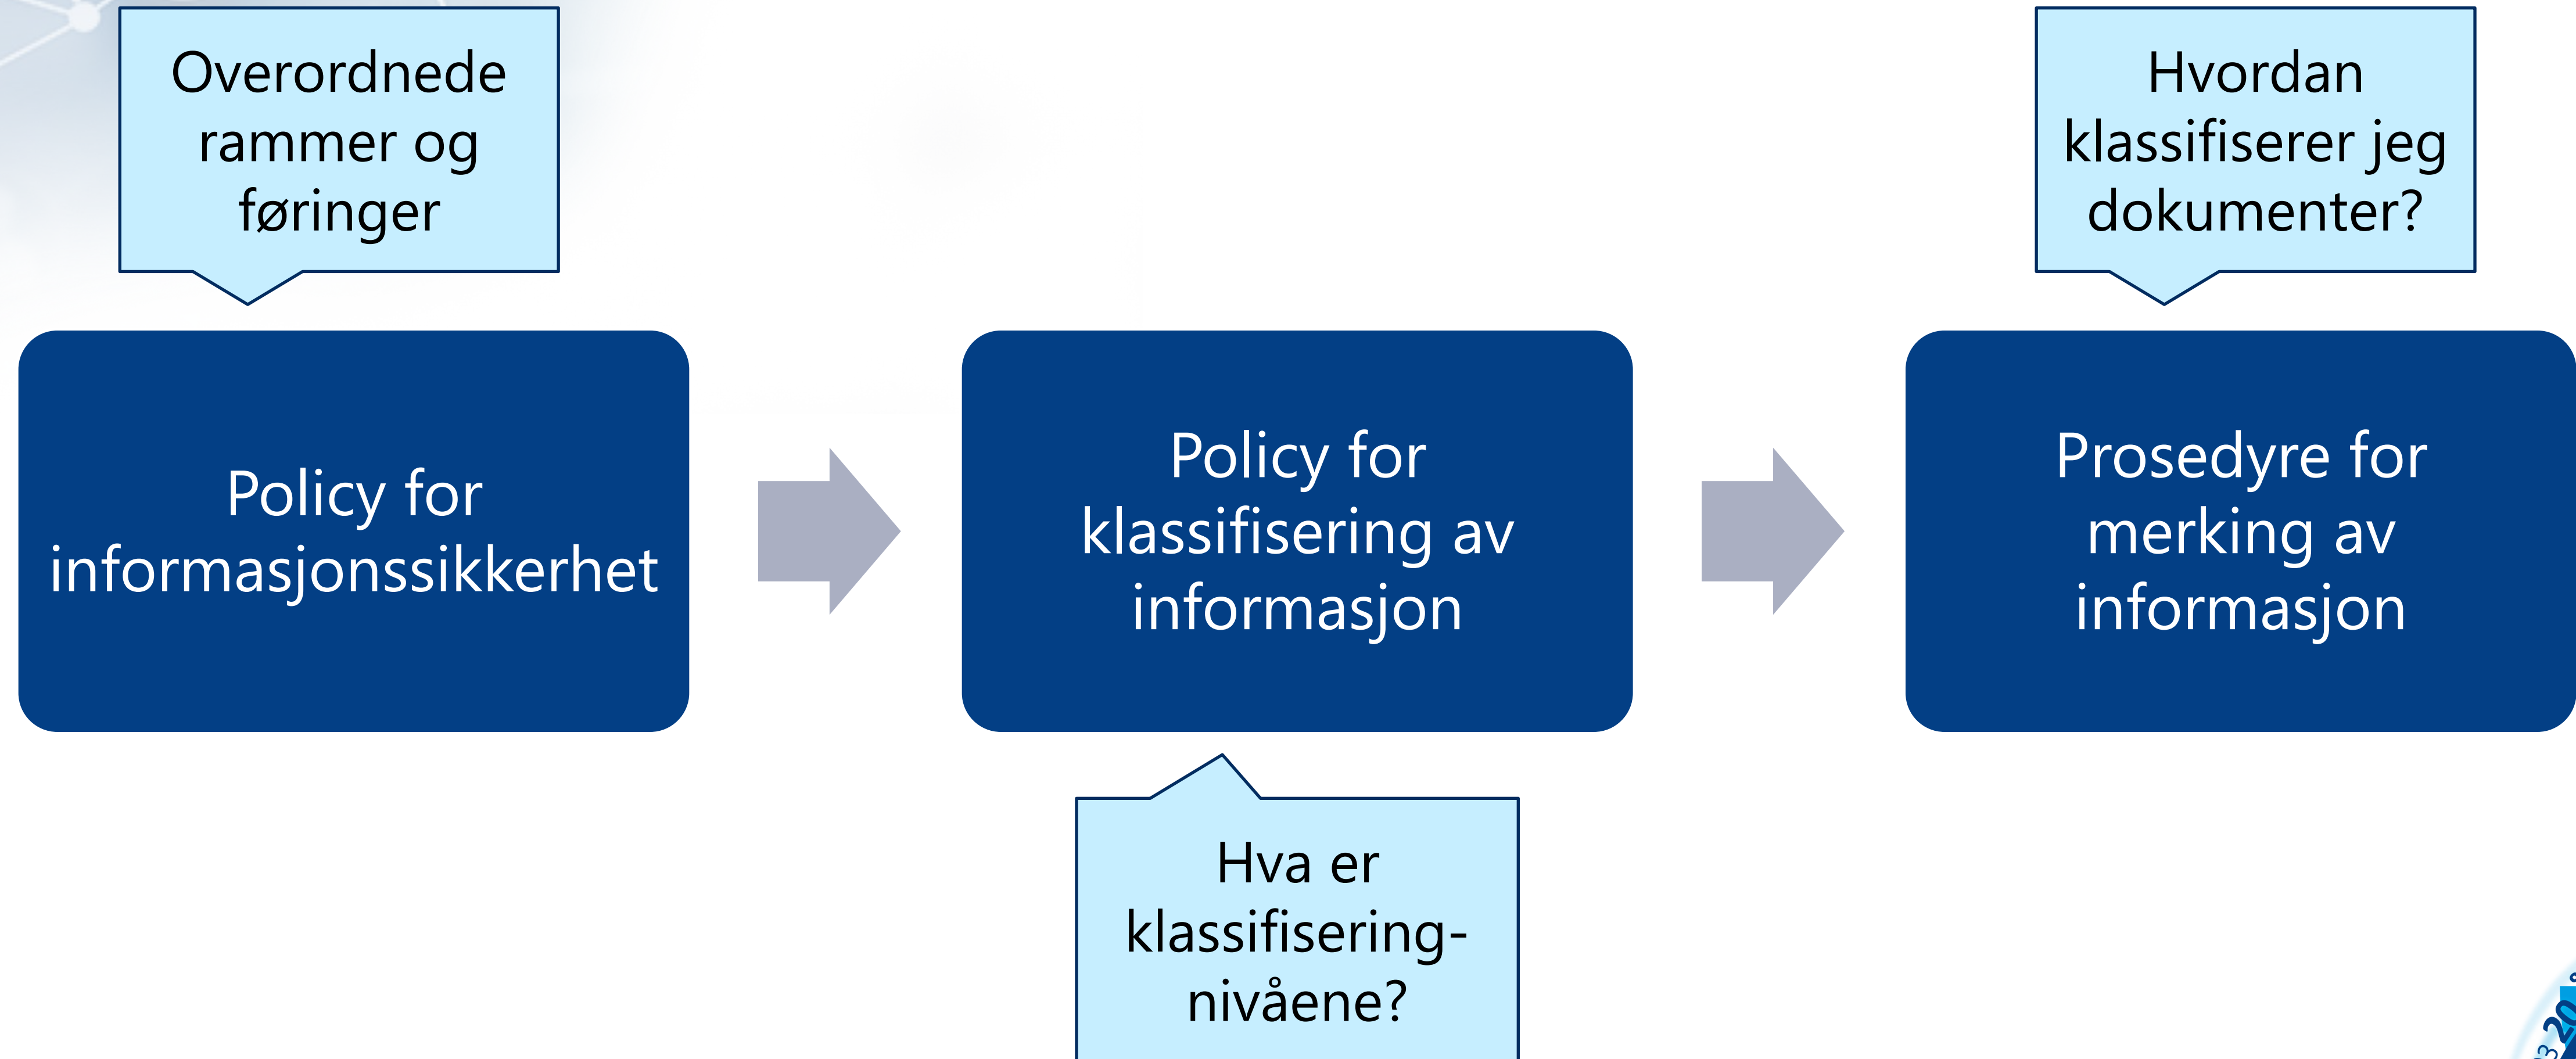 Overordnede
rammer og
føringer
Hvordan
klassifiserer jeg
dokumenter?
Policy for
informasjonssikkerhet
Policy for
klassifisering av
informasjon
Prosedyre for
merking av
informasjon
Hva er
klassifisering-
nivåene?